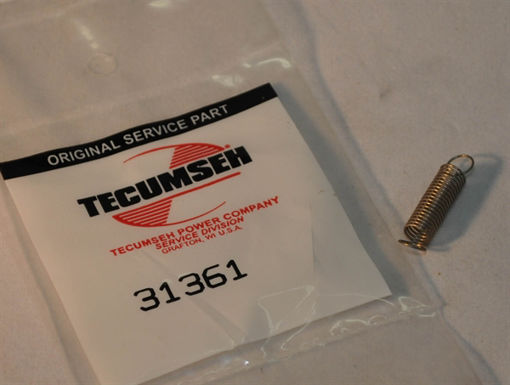 ORIGINAL SERVICE PART
TECUMSEH
TECUMSEH POWER COMPANY
SERVICE DIVISION
GRAFTON, WI U.S.A.
31361